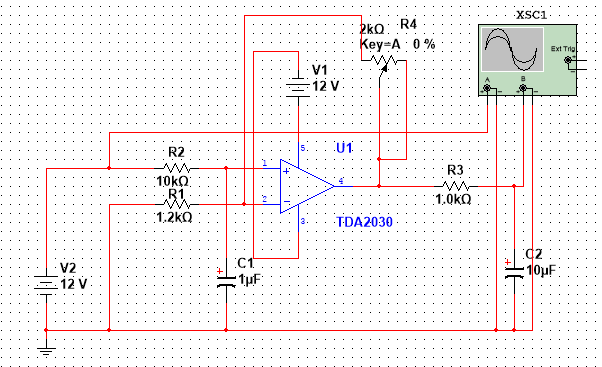 XSC1
Ext Trig
A
B
R4
2kΩ
Key=A 0 %
V1
12 V
U1
R2
10kΩ
R1
1.2kΩ
1
2
5
3
4
TDA2030
R3
1.0kΩ
V2
12 V
C1
1µF
C2
10µF